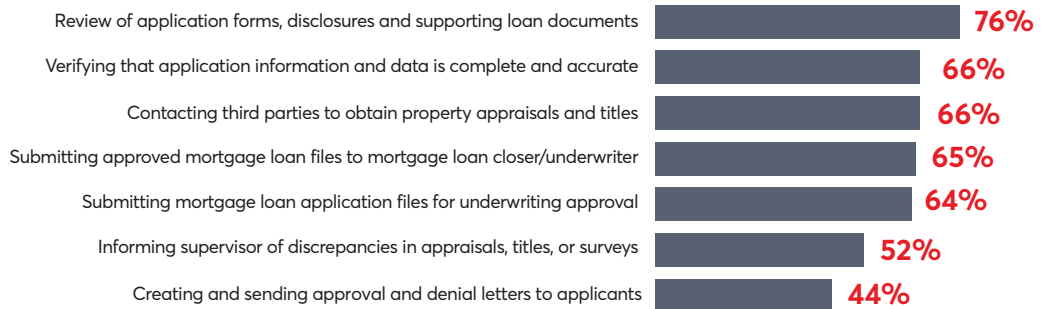 Review of application forms, disclosures and supporting loan documents 76%
Verifying that application information and data is complete and accurate 66%
Contacting third parties to obtain property appraisals and titles 66%
Submitting approved mortgage loan files to mortgage loan closer/underwriter 65%
Submitting mortgage loan application files for underwriting approval 64%
Informing supervisor of discrepancies in appraisals, titles, or surveys 52%
Creating and sending approval and denial letters to applicants 44%